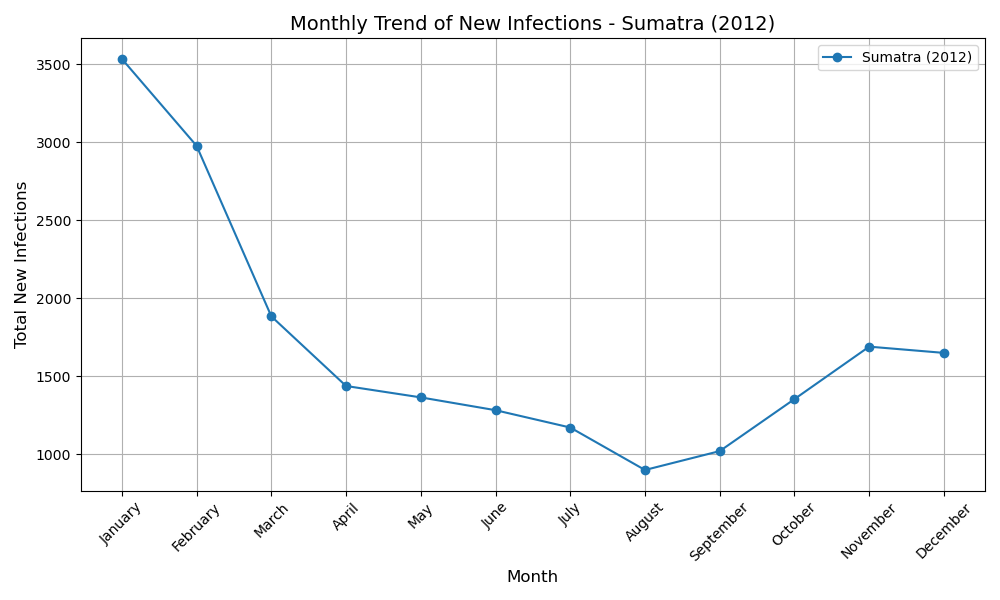 Monthly Trend of New Infections - Sumatra (2012)
Sumatra (2012)
Total New Infections
3500
3000
2500
2000
1500
1000
January
February
March
April
May
June
July
August
September
October
November
December
Month